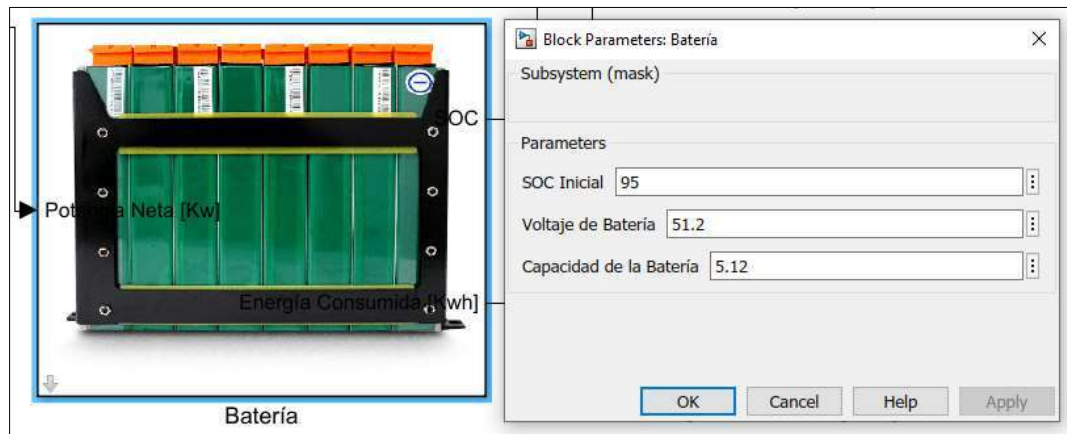 SOC
Potencia Neta [Kw]
Energía Consumida [Kwh]
Batería
Block Parameters: Batería
Subsystem (mask)
Parameters
SOC Inicial 95
Voltaje de Batería 51.2
Capacidad de la Batería 5.12
OK Cancel Help Apply